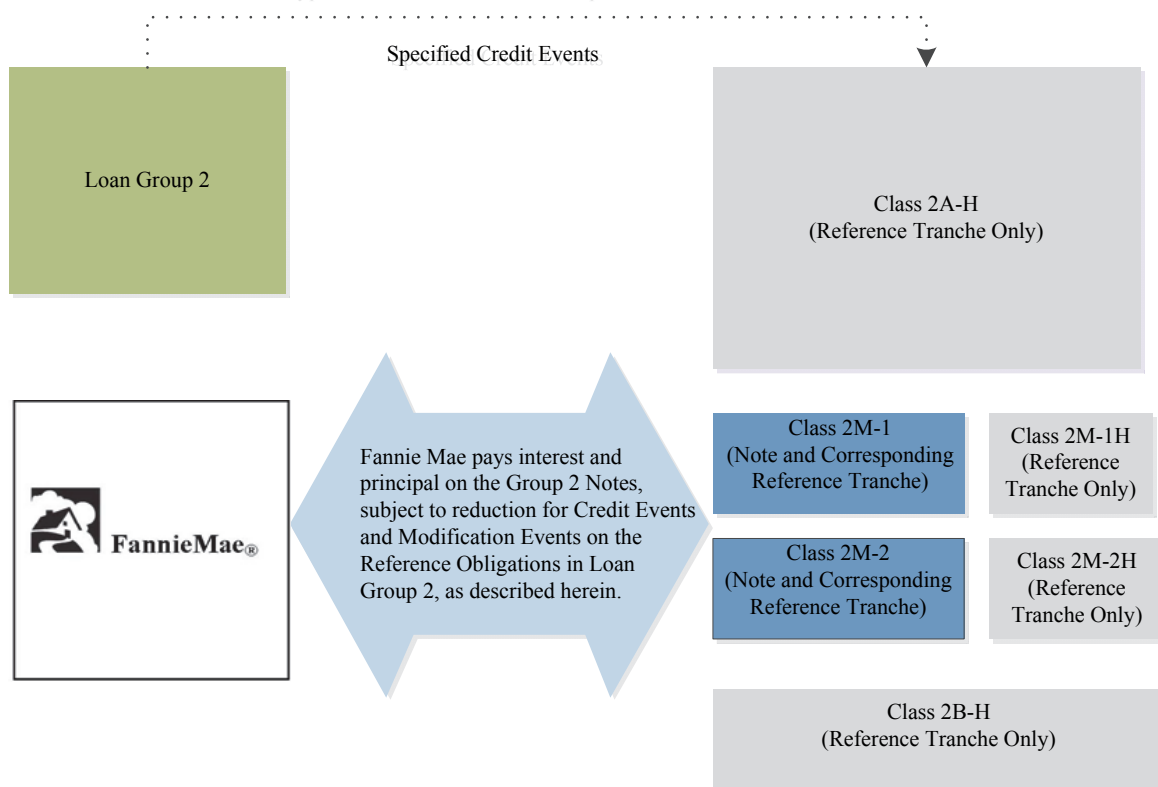 Specified Credit Events
Loan Group 2
Class 2A-H
(Reference Tranche Only)
FannieMae®
Fannie Mae pays interest and
principal on the Group 2 Notes,
subject to reduction for Credit Events
and Modification Events on the
Reference Obligations in Loan
Group 2, as described herein.
Class 2M-1
(Note and Corresponding
Reference Tranche)
Class 2M-1H
(Reference
Tranche Only)
Class 2M-2
(Note and Corresponding
Reference Tranche)
Class 2M-2H
(Reference
Tranche Only)
Class 2B-H
(Reference Tranche Only)